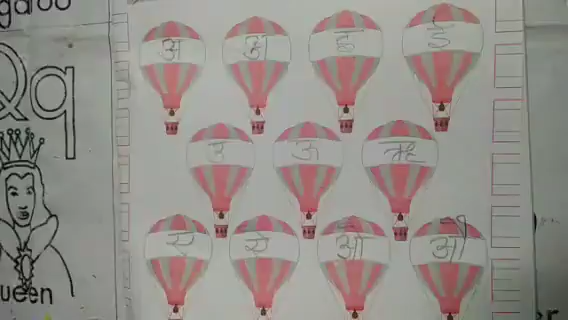 garoo
Qq
ueen
अ अं इ ई
उ ऊ ऋ
ए ऐ ओ औ